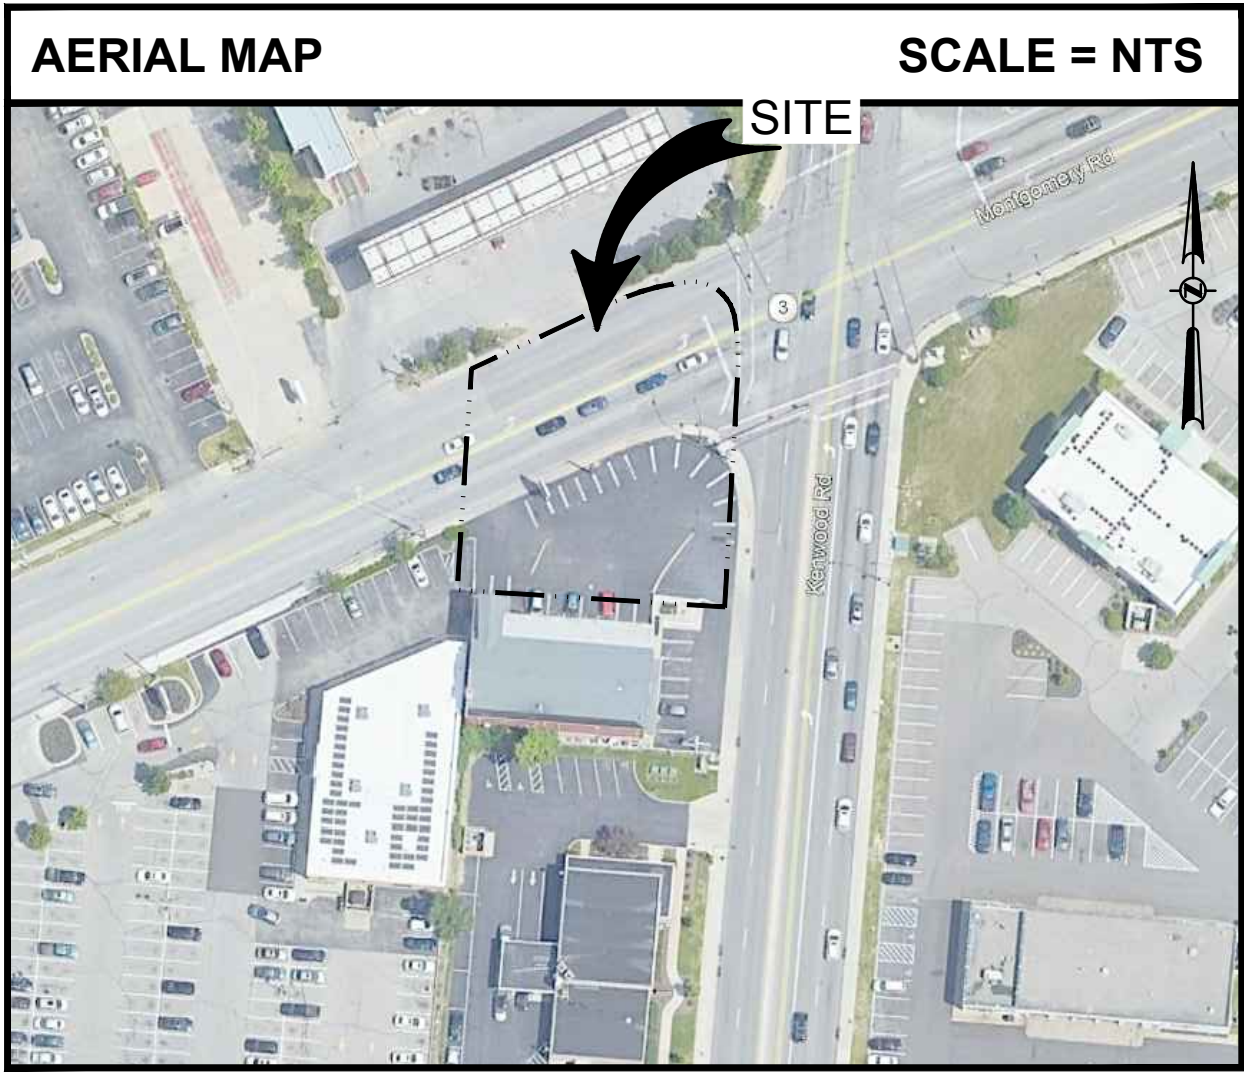 AERIAL MAP
SCALE = NTS
SITE
Montgomery Rd
3
N
Kenwood Rd